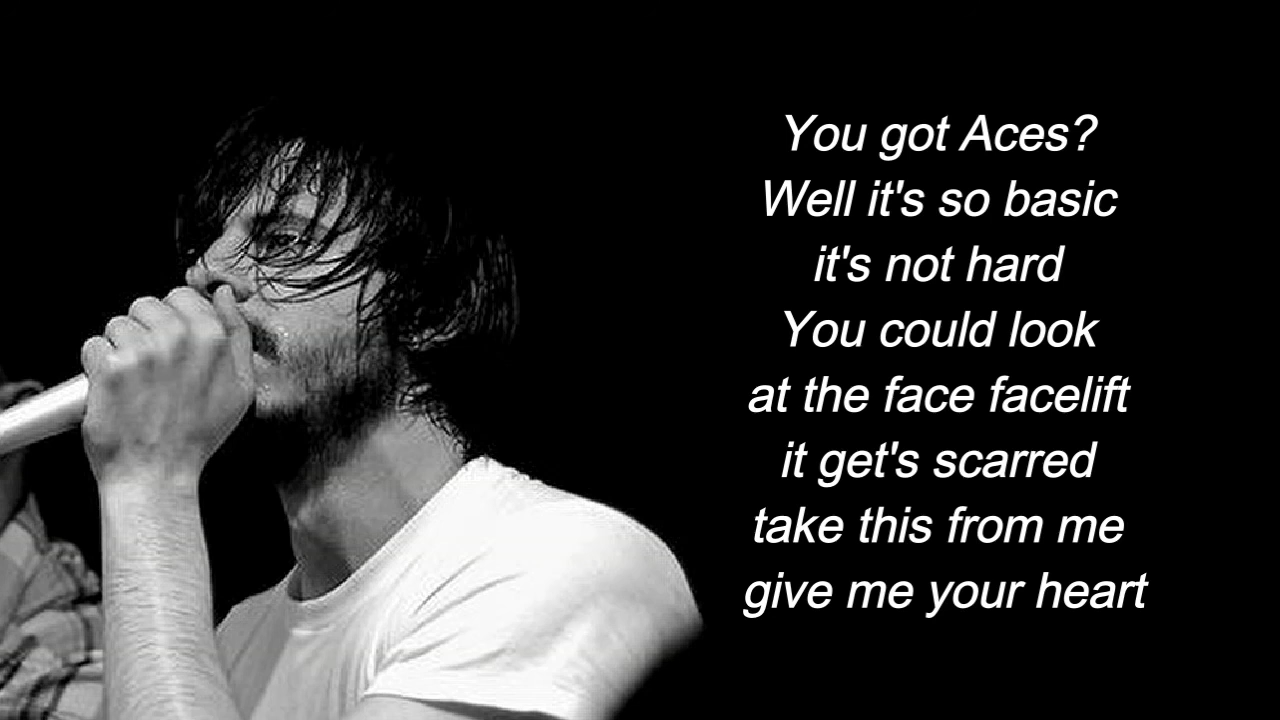 You got Aces?
Well it's so basic
it's not hard
You could look
at the face facelift
it get's scarred
take this from me
give me your heart